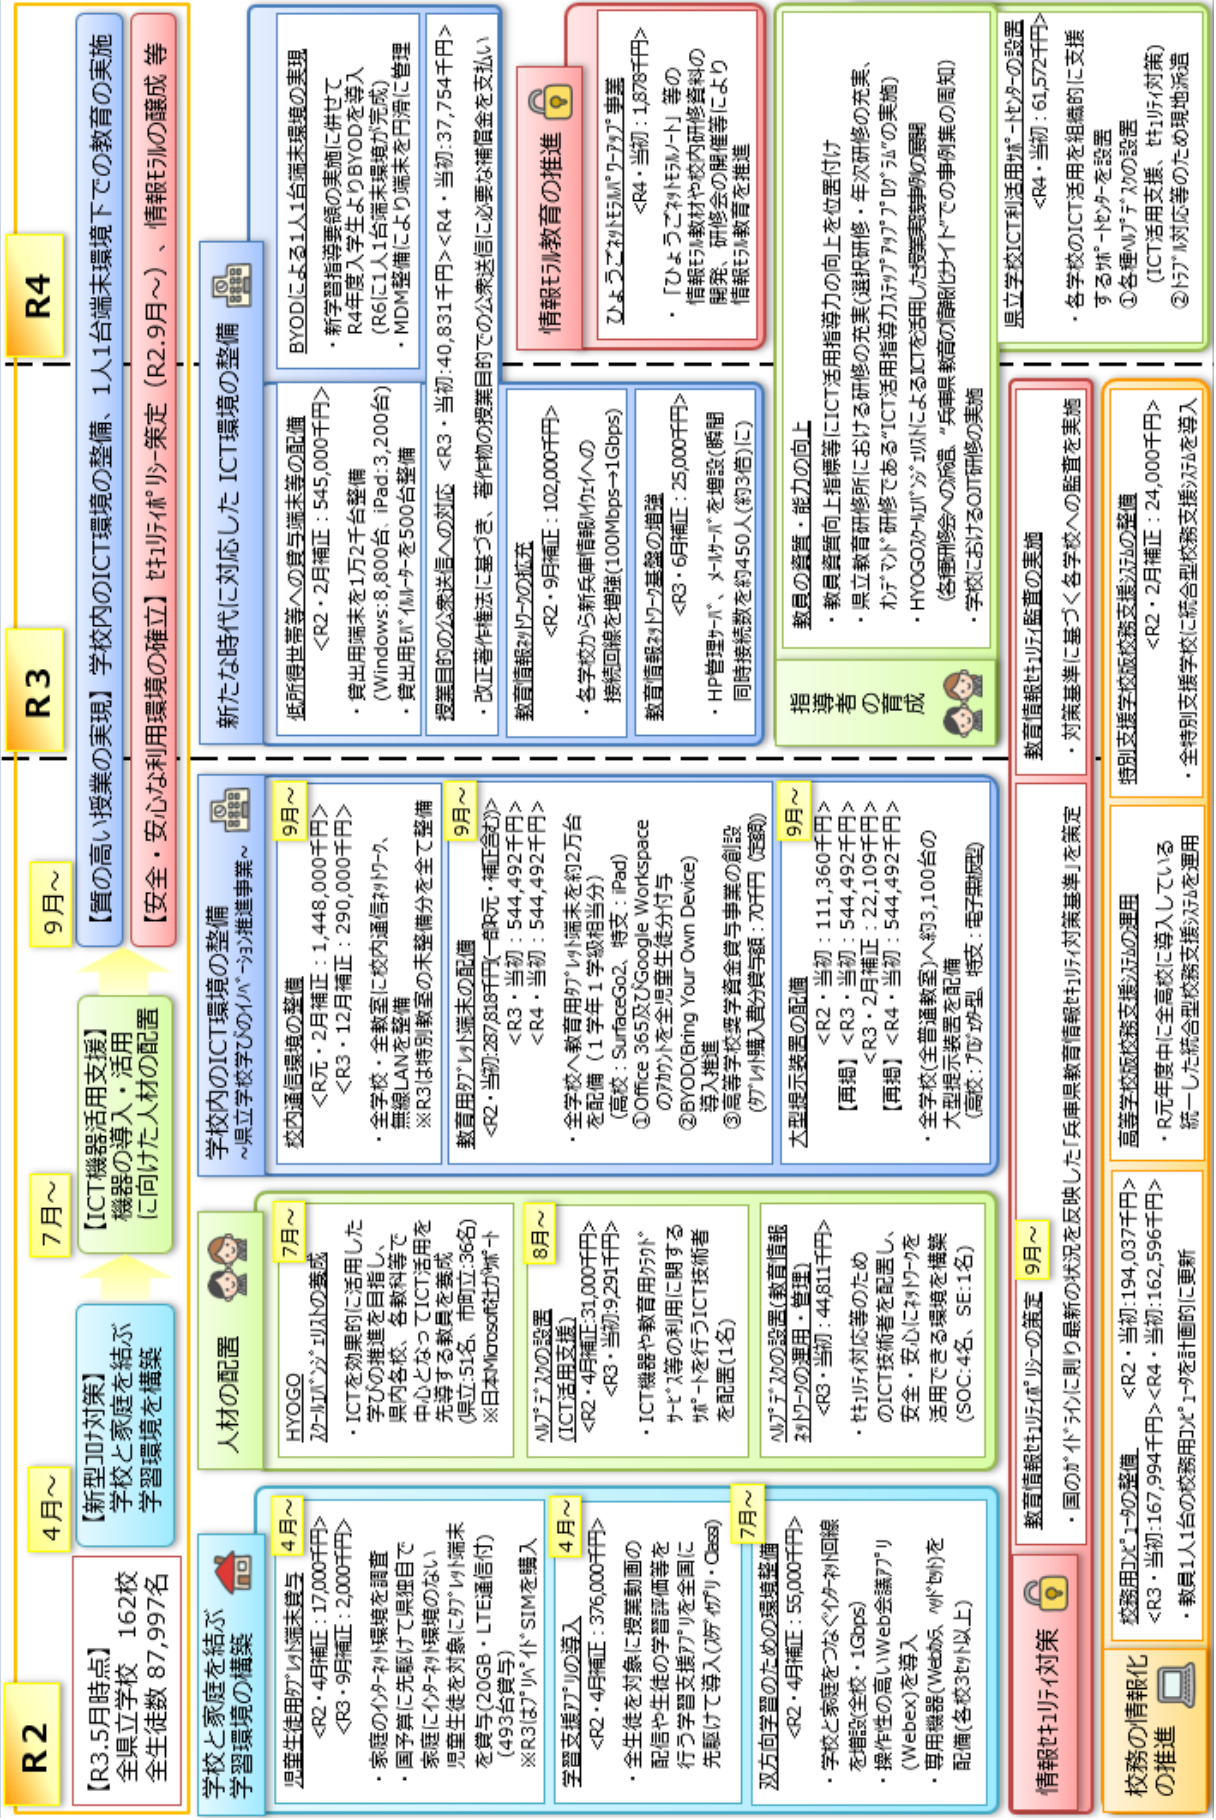 R2
R3
R4
4月～
7月～
9月～
【R3.5月時点】
全県立学校 162校
全生徒数 87,997名
【新型コロナ対策】
学校と家庭を結ぶ
学習環境を構築
【ICT機器活用支援】
機器の導入・活用
に向けた人材の配置
【質の高い授業の実現】 学校内のICT環境の整備、 1人1台端末環境下での教育の実施
【安全・安心な利用環境の確立】 セキュリティポリシー策定（R2.9月～）、情報モラルの醸成 等
学校と家庭を結ぶ
学習環境の構築
児童生徒用タブレット端末貸与
4月～
<R2・4月補正：17,000千円>
<R3・9月補正：2,000千円>
・家庭のインターネット環境を調査
・国予算に先駆けて県独自で
家庭にインターネット環境のない
児童生徒を対象にタブレット端末
を貸与(20GB・LTE通信付)
(493台貸与)
※R3はプリペイドSIMを購入
学習支援アプリの導入
4月～
<R2・4月補正：376,000千円>
・全生徒を対象に授業動画の
配信や生徒の学習評価等を
行う学習支援アプリを全国に
先駆けて導入(スタディサプリ・Classi)
双方向学習のための環境整備
7月～
<R2・4月補正：55,000千円>
・学校と家庭をつなぐインターネット回線
を増設(全校・1Gbps)
・操作性の高いWeb会議アプリ
(Webex)を導入
・専用機器(Webカメラ、ヘッドセット)を
配備(各校3セット以上)
人材の配置
HYOGO
スクールエバンジェリストの養成
7月～
・ICTを効果的に活用した
学びの推進を目指し、
県内各校、各教科等で
中心となってICT活用を
先導する教員を養成
(県立:51名、市町立:36名)
※日本Microsoft社がサポート
ヘルプデスクの設置
(ICT活用支援)
8月～
<R2・4月補正:31,000千円>
<R3・当初:9,291千円>
・ICT機器や教育用クラウド
サービス等の利用に関する
サポートを行うICT技術者
を配置(1名)
ヘルプデスクの設置(教育情報
ネットワークの運用・管理)
<R3・当初：44,811千円>
・セキュリティ対応等のため
のICT技術者を配置し、
安全・安心にネットワークを
活用できる環境を構築
(SOC:4名、SE:1名)
学校内のICT環境の整備
～県立学校学びのイノベーション推進事業～
校内通信環境の整備
9月～
<R元・2月補正：1,448,000千円>
<R3・12月補正：290,000千円>
・全学校・全教室に校内通信ネットワーク、
無線LANを整備
※R3は特別教室の未整備分を全て整備
教育用タブレット端末の配備
9月～
<R2・当初:287,818千円(一部R元・補正含む)>
<R3・当初：544,492千円>
<R4・当初：544,492千円>
・全学校へ教育用タブレット端末を約2万台
を配備（１学年１学級相当分）
(高校：SurfaceGo2、特支：iPad)
①Office 365及びGoogle Workspace
のアカウントを全児童生徒分付与
②BYOD(Bring Your Own Device)
導入推進
③高等学校奨学資金貸与事業の創設
(タブレット購入費分貸与額：70千円（定額))
大型提示装置の配備
9月～
<R2・当初：111,360千円>
【再掲】<R3・当初：544,492千円>
<R3・2月補正：22,109千円>
【再掲】<R4・当初：544,492千円>
・全学校(全普通教室)へ約3,100台の
大型提示装置を配備
(高校：プロジェクタ型、特支：電子黒板型)
新たな時代に対応した ICT環境の整備
低所得世帯等への貸与端末等の配備
<R2・2月補正：545,000千円>
・貸出用端末を1万2千台整備
(Windows:8,800台、iPad:3,200台)
・貸出用モバイルルーターを500台整備
BYODによる1人1台端末環境の実現
・新学習指導要領の実施に併せて
R4年度入学生よりBYODを導入
(R6に1人1台端末環境が完成)
・MDM整備により端末を円滑に管理
授業目的の公衆送信への対応 <R3・当初:40,831千円><R4・当初:37,754千円>
・改正著作権法に基づき、著作物の授業目的での公衆送信に必要な補償金を支払い
教育情報ネットワークの拡充
<R2・9月補正：102,000千円>
・各学校から新兵庫情報ハイウェイへの
接続回線を増強(100Mbps→1Gbps)
教育情報ネットワーク基盤の増強
<R3・6月補正：25,000千円>
・HP管理サーバ、メールサーバを増設(瞬間
同時接続数を約450人(約3倍)に)
情報モラル教育の推進
ひょうごネットモラルパワーアップ事業
<R4・当初：1,878千円>
・「ひょうごネットモラルノート」等の
情報モラル教材や校内研修資料の
開発、研修会の開催等により
情報モラル教育を推進
指導者の育成
教員の資質・能力の向上
・教員資質向上指標等にICT活用指導力の向上を位置付け
・県立教育研修所における研修の充実(選択研修・年次研修の充実、
オンデマンド研修である“ICT活用指導力ステップアッププログラム”の実施)
・HYOGOスクールエバンジェリストによるICTを活用した授業実践事例の展開
(各種研修会への派遣、“兵庫県教育の情報化サイト”での事例集の周知)
・学校におけるOJT研修の実施
県立学校ICT利活用サポートセンターの設置
<R4・当初：61,572千円>
・各学校のICT活用を組織的に支援
するサポートセンターを設置
①各種ヘルプデスクの設置
(ICT活用支援、セキュリティ対策)
②トラブル対応等のため現地派遣
情報セキュリティ対策
教育情報セキュリティポリシーの策定
9月～
・国のガイドラインに則り最新の状況を反映した「兵庫県教育情報セキュリティ対策基準」を策定
教育情報セキュリティ監査の実施
・対策基準に基づく各学校への監査を実施
校務の情報化
の推進
校務用コンピュータの整備 <R2・当初:194,037千円>
<R3・当初:167,994千円><R4・当初:162,596千円>
・教員1人1台の校務用コンピュータを計画的に更新
高等学校版校務支援システムの運用
・R元年度中に全高校に導入している
統一した統合型校務支援システムを運用
特別支援学校版校務支援システムの整備
<R2・2月補正：24,000千円>
・全特別支援学校に統合型校務支援システムを導入